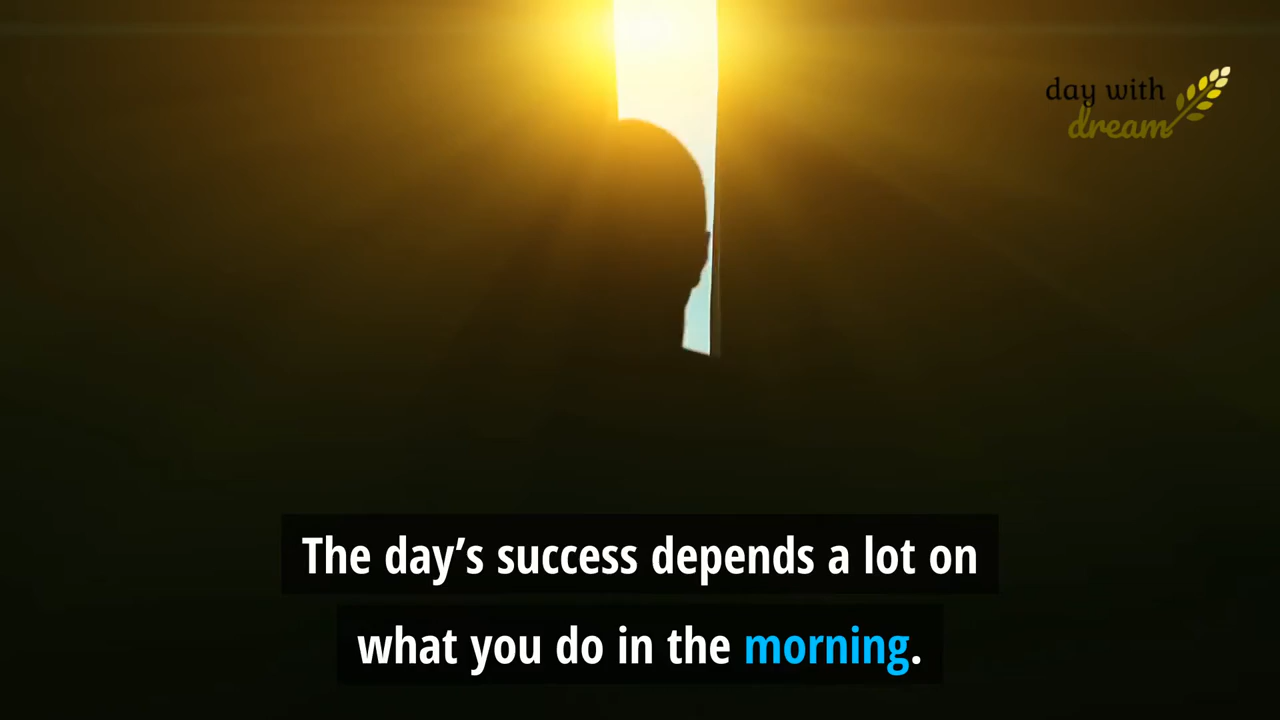 day with
dream
The day’s success depends a lot on
what you do in the morning.